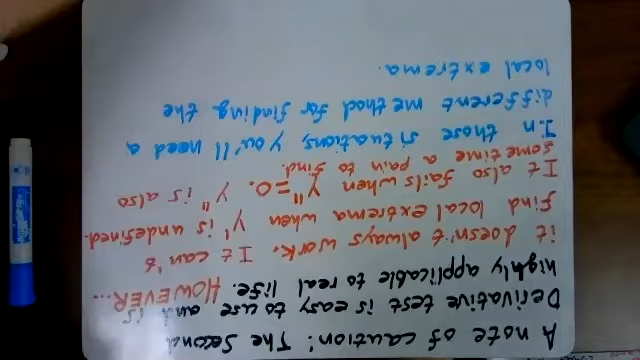 A note of caution: The Second
Derivative test is easy to use and is
highly applicable to real life. HOWEVER...
it doesn't always work. It can't
find local extrema when y' is undefined.
It also fails when y"=0. y" is also
some time a pain to find.
In those situations, you'll need a
different method for finding the
local extrema.